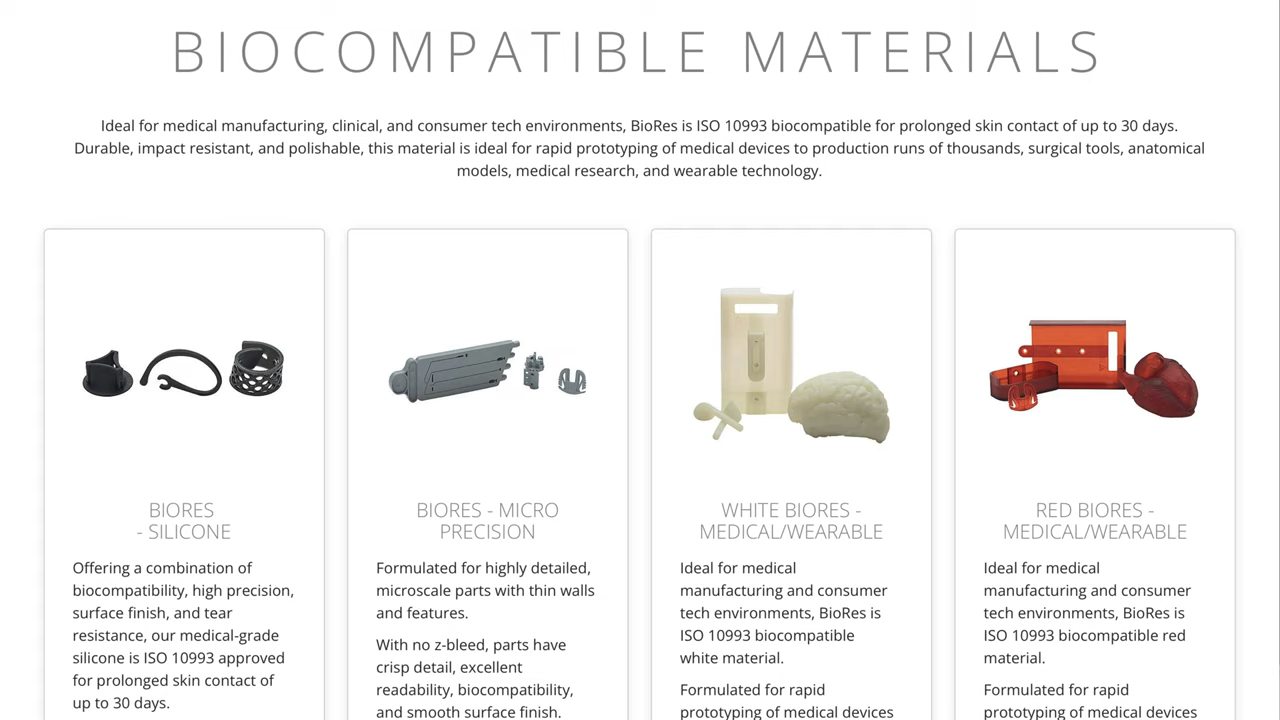 BIOCOMPATIBLE MATERIALS
Ideal for medical manufacturing, clinical, and consumer tech environments, BioRes is ISO 10993 biocompatible for prolonged skin contact of up to 30 days.
Durable, impact resistant, and polishable, this material is ideal for rapid prototyping of medical devices to production runs of thousands, surgical tools, anatomical
models, medical research, and wearable technology.
BIORES
- SILICONE
Offering a combination of
biocompatibility, high precision,
surface finish, and tear
resistance, our medical-grade
silicone is ISO 10993 approved
for prolonged skin contact of
up to 30 days.
BIORES - MICRO
PRECISION
Formulated for highly detailed,
microscale parts with thin walls
and features.
With no z-bleed, parts have
crisp detail, excellent
readability, biocompatibility,
and smooth surface finish.
WHITE BIORES -
MEDICAL/WEARABLE
Ideal for medical
manufacturing and consumer
tech environments, BioRes is
ISO 10993 biocompatible
white material.
Formulated for rapid
prototyping of medical devices
RED BIORES -
MEDICAL/WEARABLE
Ideal for medical
manufacturing and consumer
tech environments, BioRes is
ISO 10993 biocompatible red
material.
Formulated for rapid
prototyping of medical devices